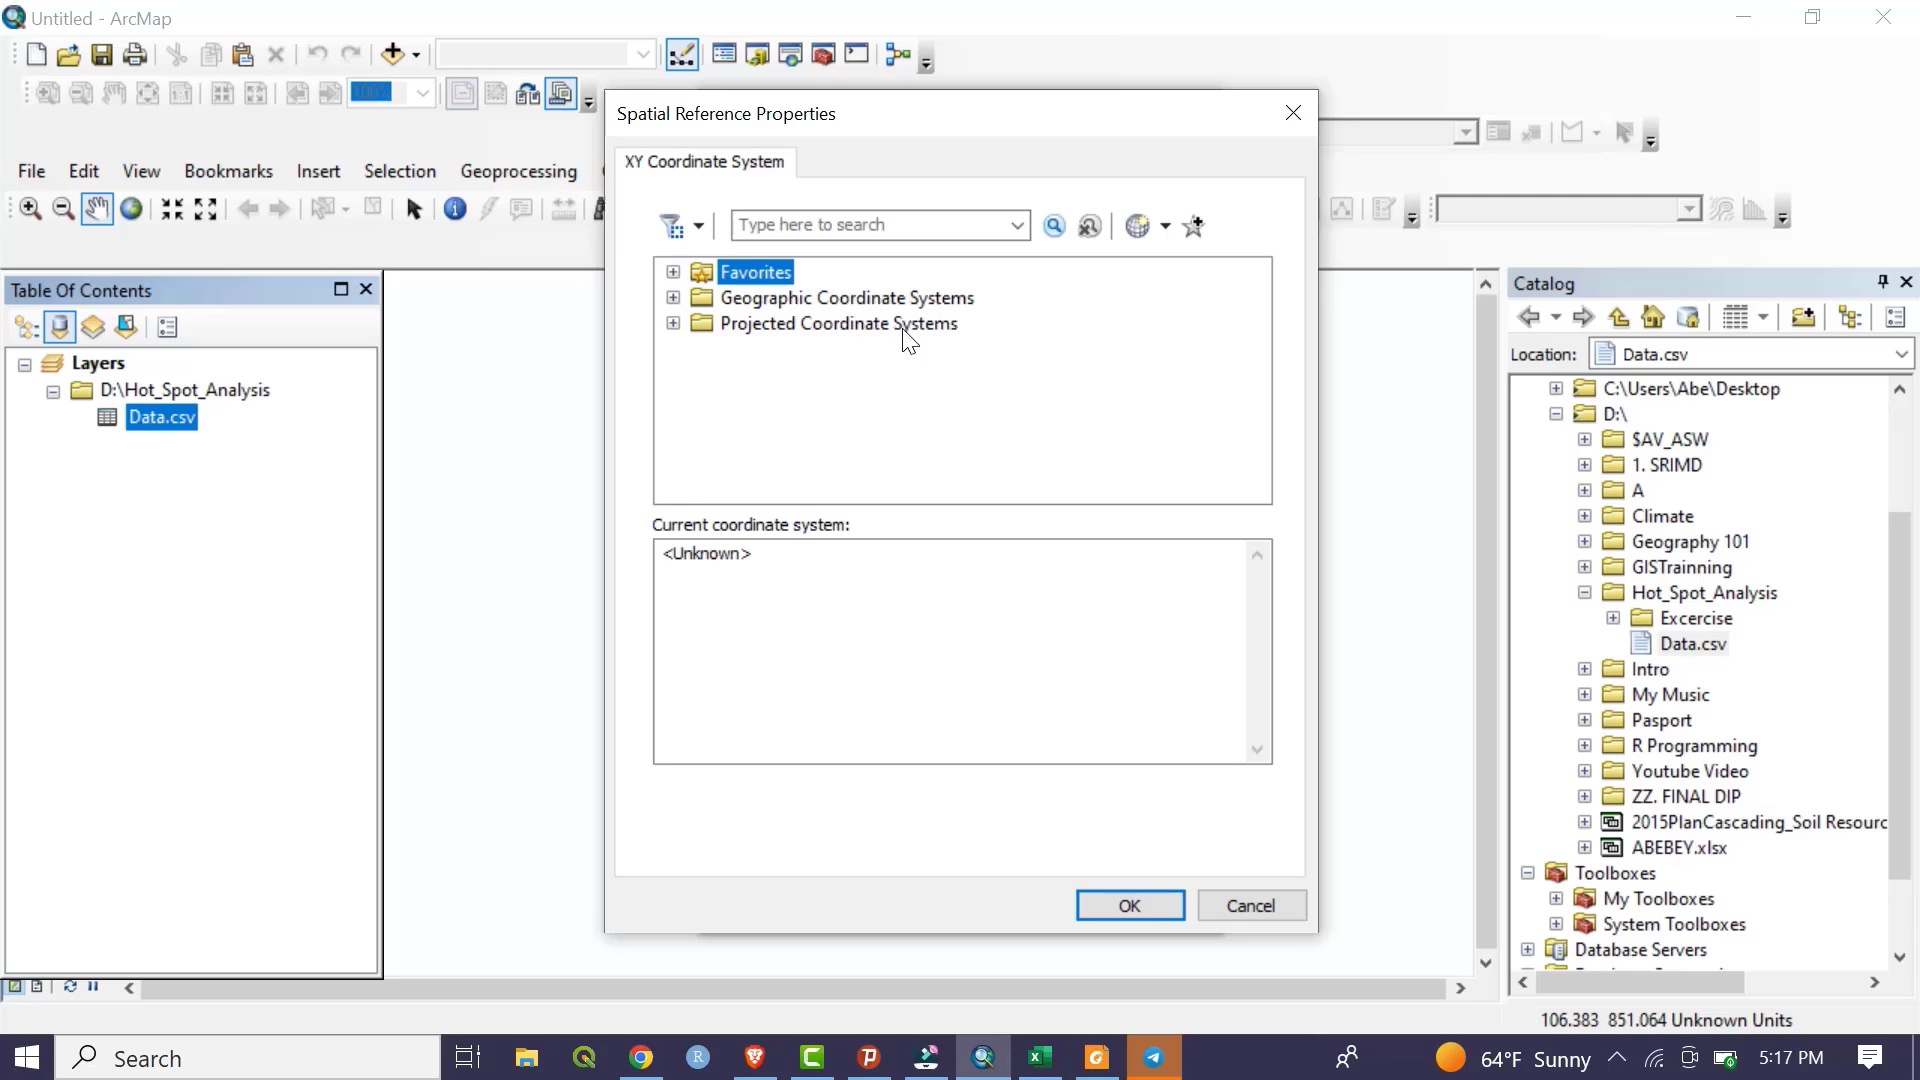 Untitled - ArcMap
100%
File Edit View Bookmarks Insert Selection Geoprocessing
Table Of Contents
Layers
D:\Hot_Spot_Analysis
Data.csv
Spatial Reference Properties
XY Coordinate System
Type here to search
Favorites
Geographic Coordinate Systems
Projected Coordinate Systems
Current coordinate system:
<Unknown>
OK
Cancel
Catalog
Location: Data.csv
C:\Users\Abe\Desktop
D:\
$AV_ASW
1. SRIMD
A
Climate
Geography 101
GISTrainning
Hot_Spot_Analysis
Excercise
Data.csv
Intro
My Music
Pasport
R Programming
Youtube Video
ZZ. FINAL DIP
2015PlanCascading_Soil Resourc
ABEBEY.xlsx
Toolboxes
My Toolboxes
System Toolboxes
Database Servers
106.383 851.064 Unknown Units
Search
64°F Sunny
5:17 PM